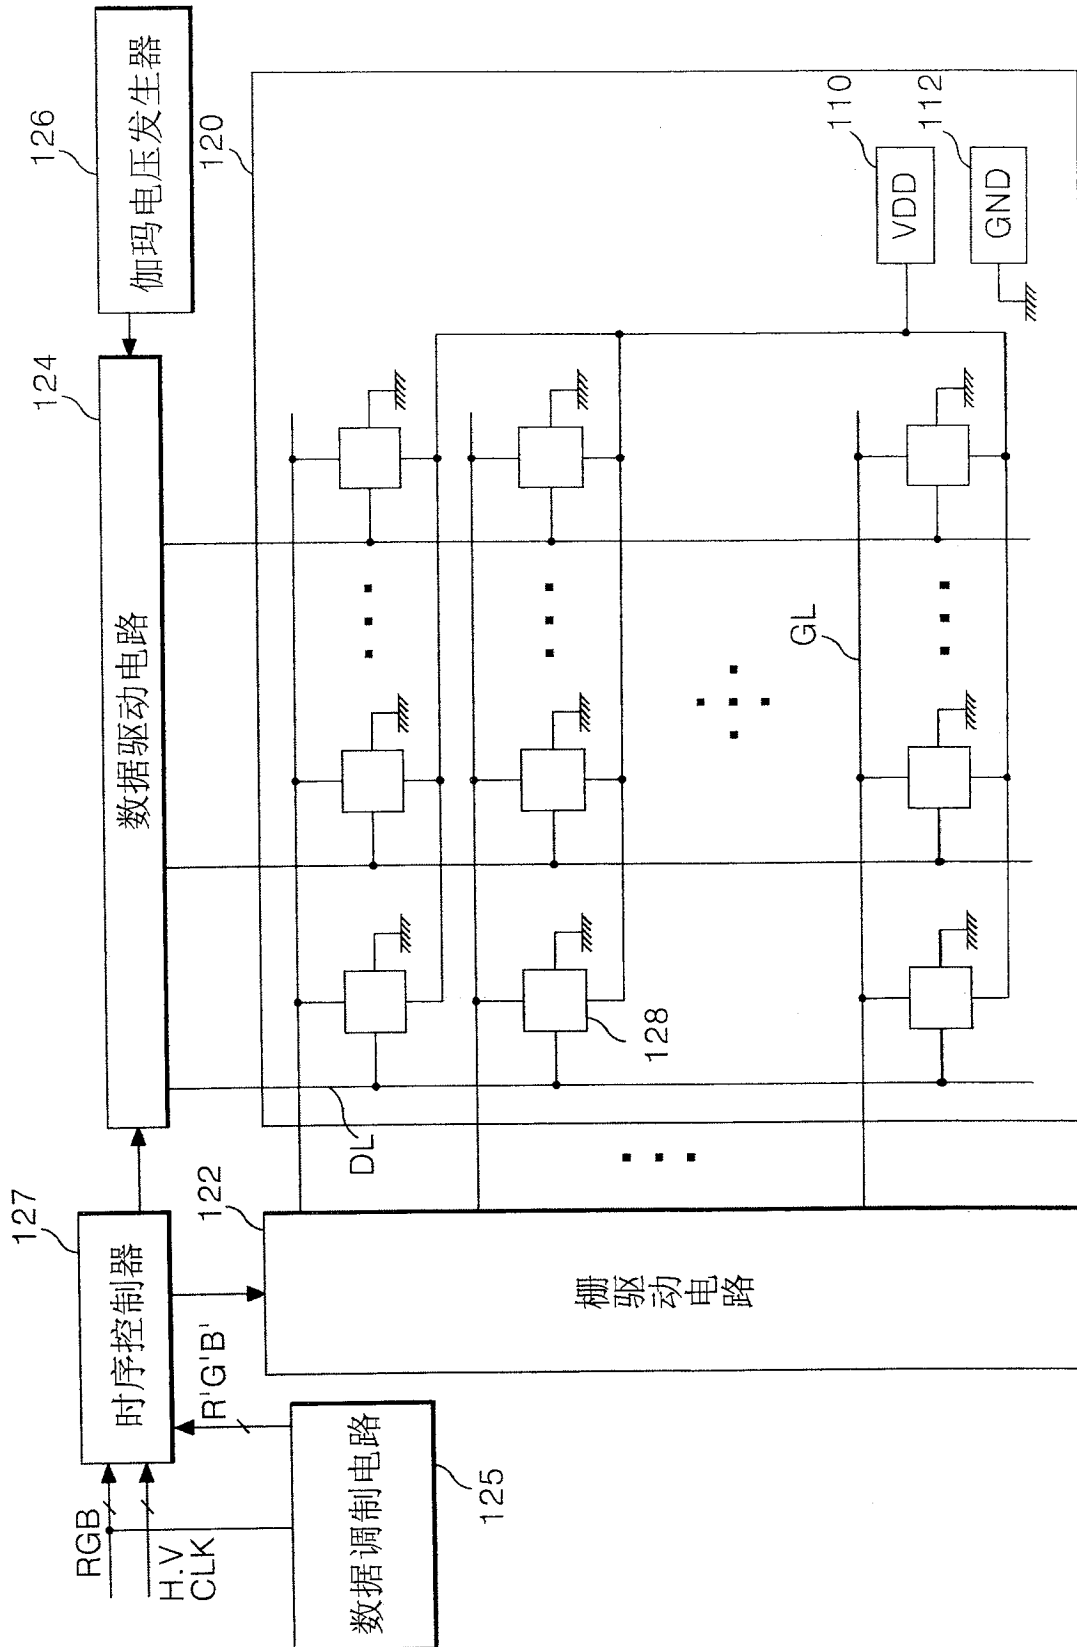 RGB
H.V
CLK
时序控制器
127
R'G'B'
数据调制电路
125
数据驱动电路
124
伽玛电压发生器
126
栅驱动电路
122
120
DL
128
GL
VDD
110
GND
112